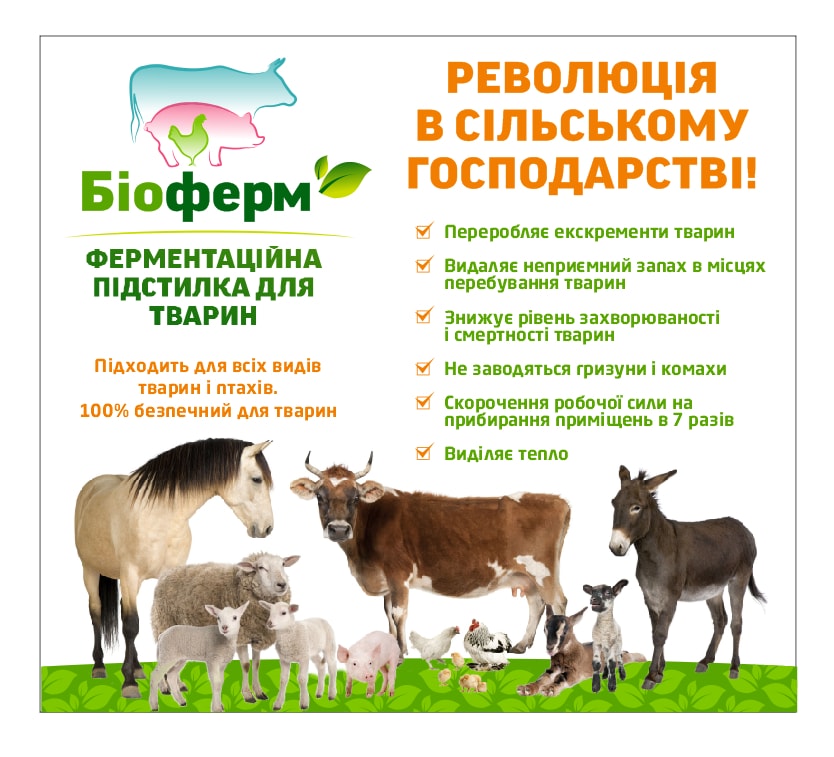 Біоферм
ФЕРМЕНТАЦІЙНА
ПІДСТИЛКА ДЛЯ
ТВАРИН
Підходить для всіх видів
тварин і птахів.
100% безпечний для тварин
РЕВОЛЮЦІЯ
В СІЛЬСЬКОМУ
ГОСПОДАРСТВІ!
Переробляє екскременти тварин
Видаляє неприємний запах в місцях
перебування тварин
Знижує рівень захворюваності
і смертності тварин
Не заводяться гризуни і комахи
Скорочення робочої сили на
прибирання приміщень в 7 разів
Виділяє тепло